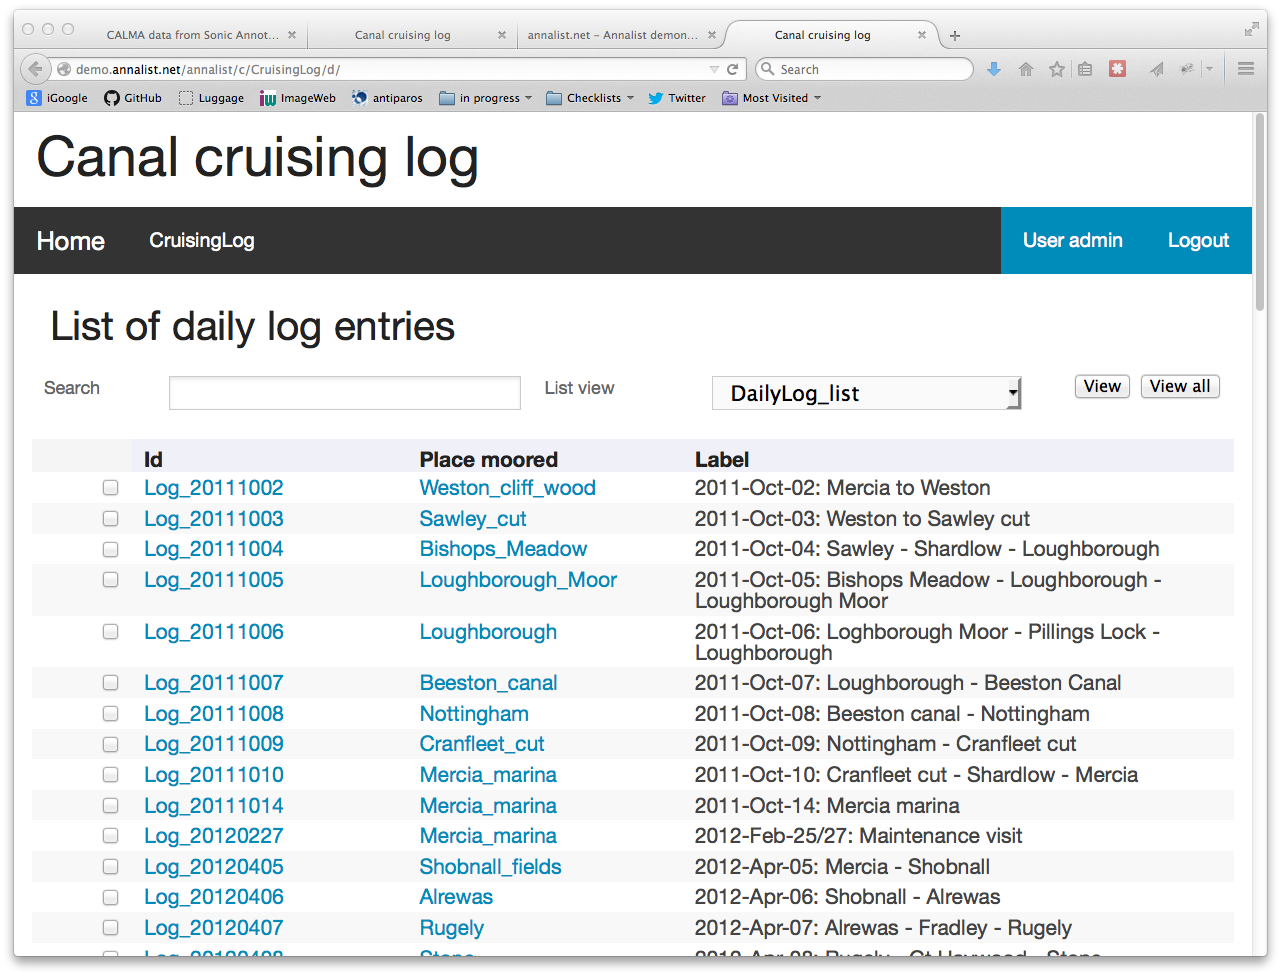 CALMA data from Sonic Annot... Canal cruising log annalist.net – Annalist demon... Canal cruising log
demo.annalist.net/annalist/c/CruisingLog/d/ Search
iGoogle GitHub Luggage ImageWeb antiparos in progress Checklists Twitter Most Visited
Canal cruising log
Home CruisingLog User admin Logout
List of daily log entries
Search List view DailyLog_list View View all
Id Place moored Label
Log_20111002 Weston_cliff_wood 2011-Oct-02: Mercia to Weston
Log_20111003 Sawley_cut 2011-Oct-03: Weston to Sawley cut
Log_20111004 Bishops_Meadow 2011-Oct-04: Sawley - Shardlow - Loughborough
Log_20111005 Loughborough_Moor 2011-Oct-05: Bishops Meadow - Loughborough -
Loughborough Moor
Log_20111006 Loughborough 2011-Oct-06: Loghborough Moor - Pillings Lock -
Loughborough
Log_20111007 Beeston_canal 2011-Oct-07: Loughborough - Beeston Canal
Log_20111008 Nottingham 2011-Oct-08: Beeston canal - Nottingham
Log_20111009 Cranfleet_cut 2011-Oct-09: Nottingham - Cranfleet cut
Log_20111010 Mercia_marina 2011-Oct-10: Cranfleet cut - Shardlow - Mercia
Log_20111014 Mercia_marina 2011-Oct-14: Mercia marina
Log_20120227 Mercia_marina 2012-Feb-25/27: Maintenance visit
Log_20120405 Shobnall_fields 2012-Apr-05: Mercia - Shobnall
Log_20120406 Alrewas 2012-Apr-06: Shobnall - Alrewas
Log_20120407 Rugely 2012-Apr-07: Alrewas - Fradley - Rugely
Log_20120408 Stone 2012-Apr-08: Rugely - Gt Haywood - Stone